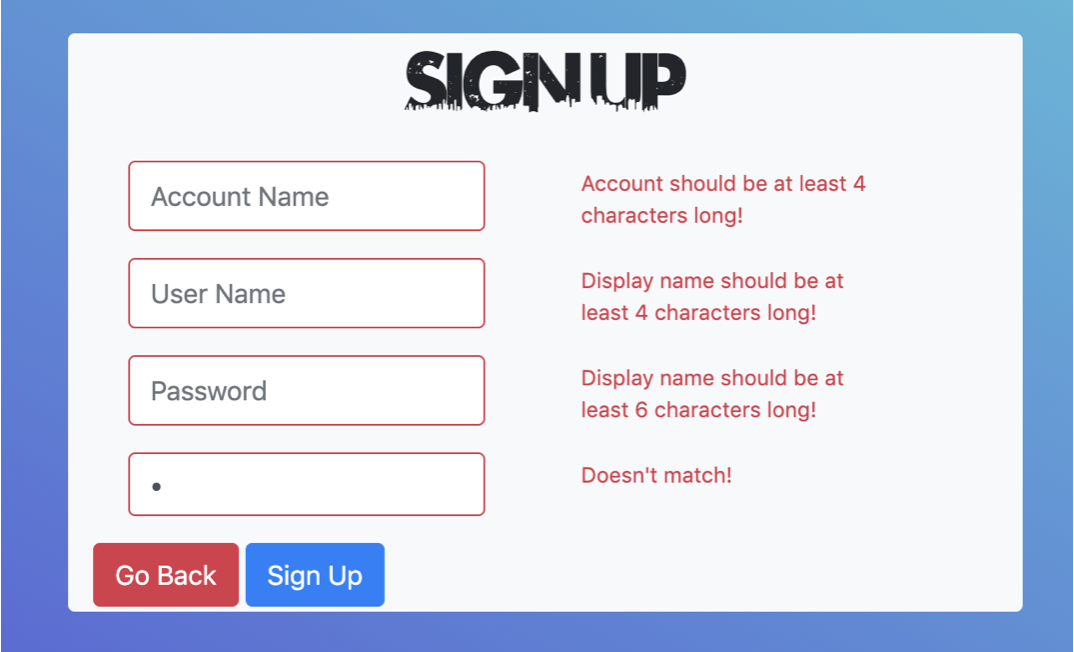 SIGN UP
Account Name
Account should be at least 4
characters long!
User Name
Display name should be at
least 4 characters long!
Password
Display name should be at
least 6 characters long!
•
Doesn't match!
Go Back
Sign Up